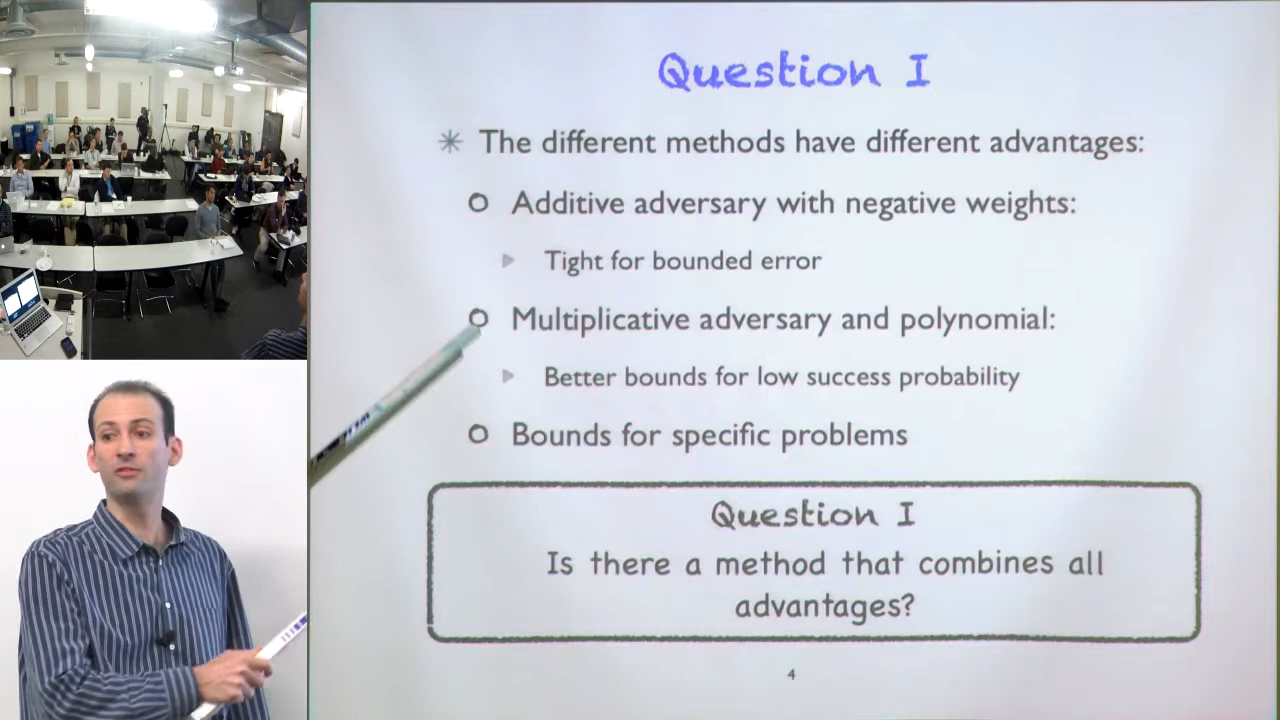 Question I
The different methods have different advantages:
Additive adversary with negative weights:
Tight for bounded error
Multiplicative adversary and polynomial:
Better bounds for low success probability
Bounds for specific problems
Question I
Is there a method that combines all
advantages?
4